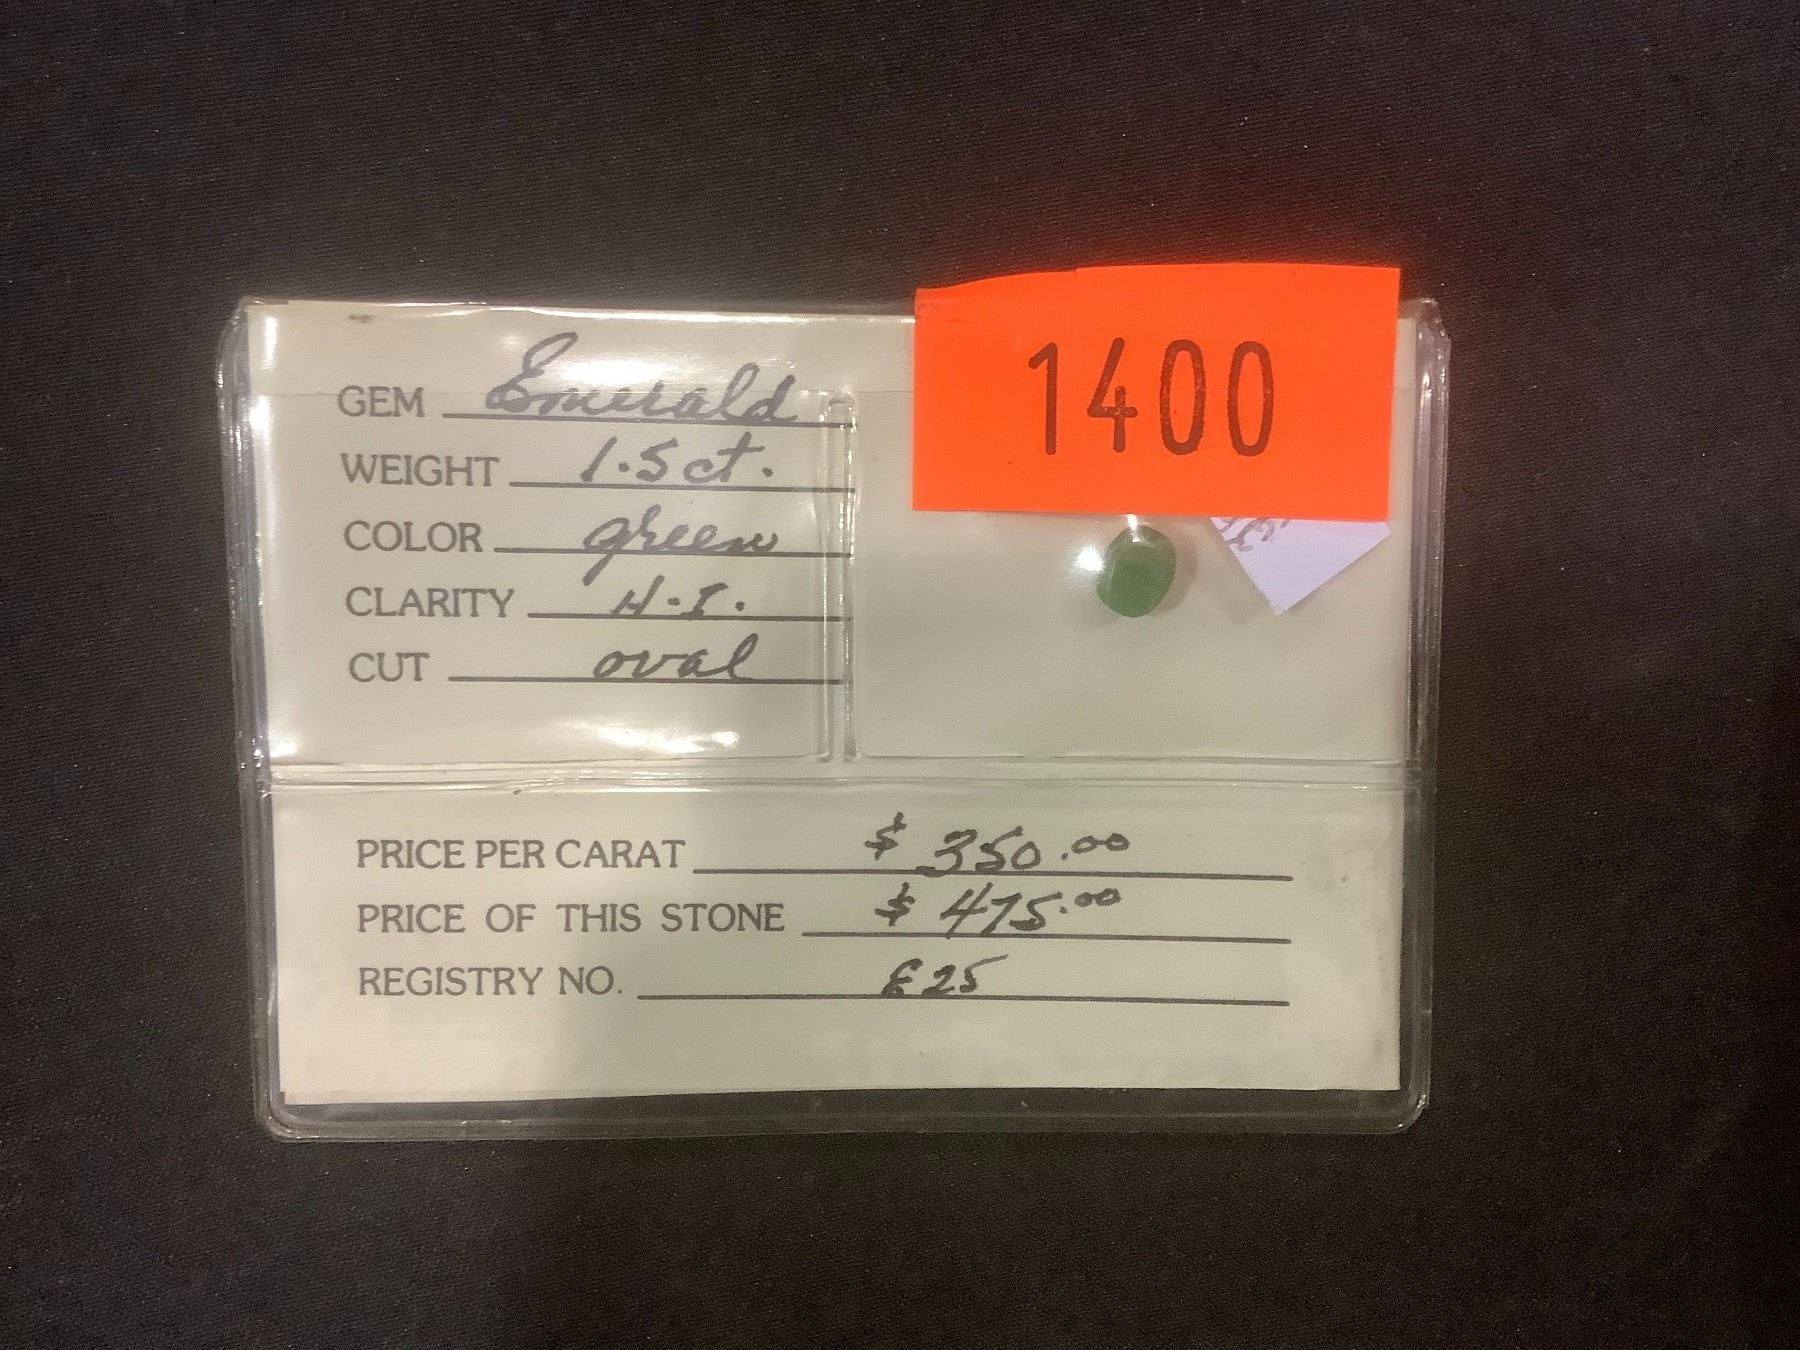 1400
GEM Emerald
WEIGHT 1.5 ct.
COLOR green
CLARITY H.I.
CUT oval
PRICE PER CARAT $ 350.00
PRICE OF THIS STONE $ 475.00
REGISTRY NO. E25